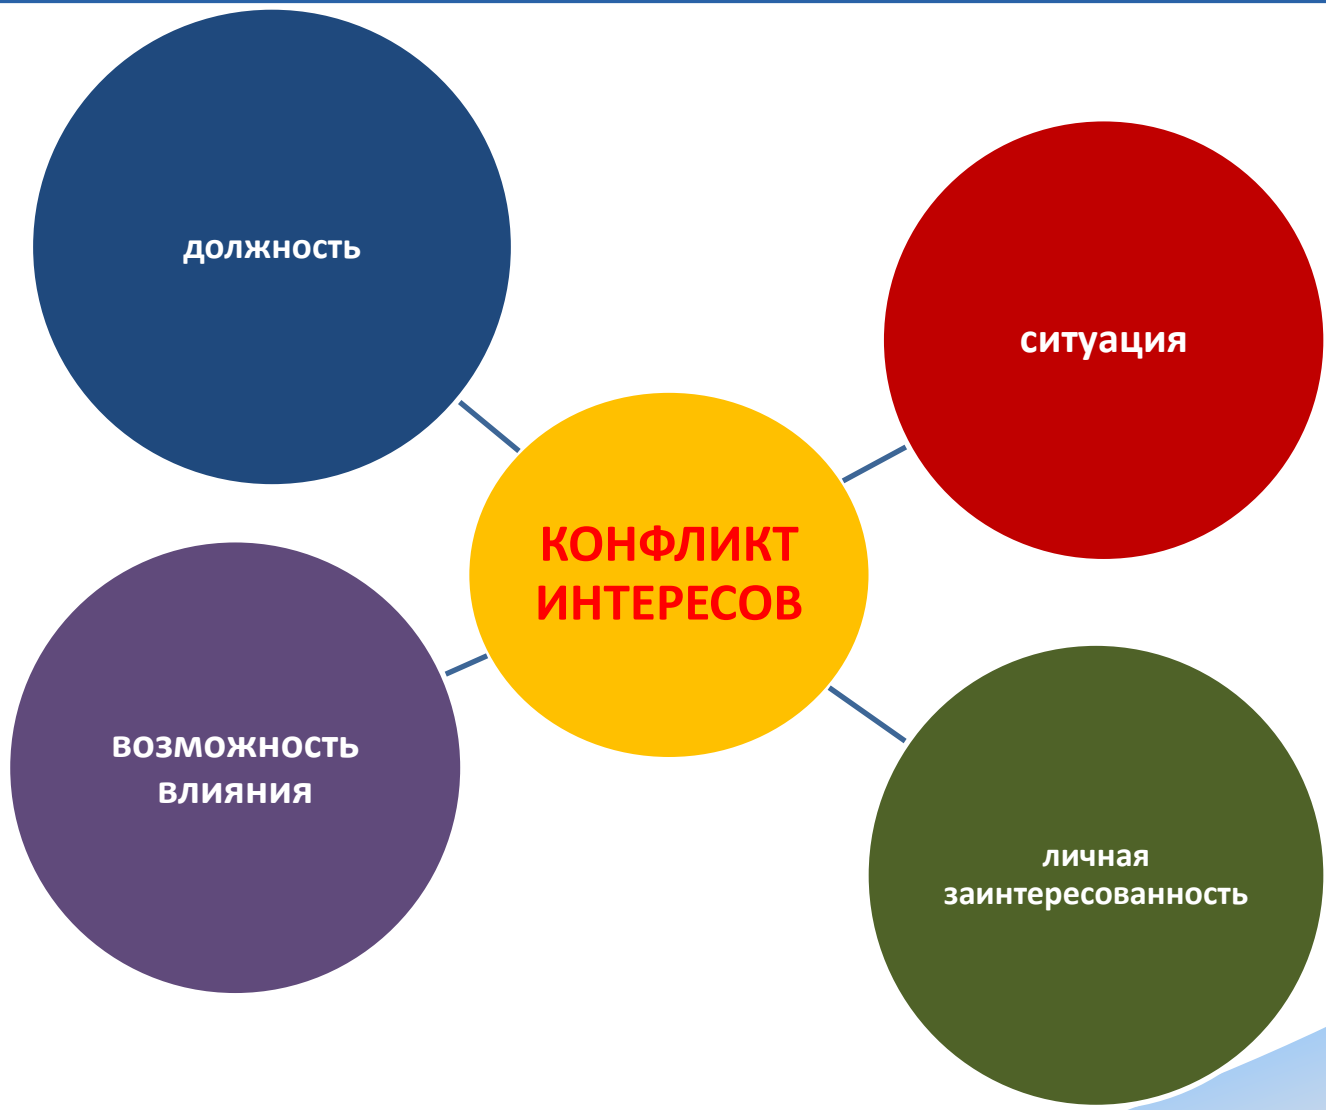 должность
ситуация
КОНФЛИКТ
ИНТЕРЕСОВ
возможность
влияния
личная
заинтересованность